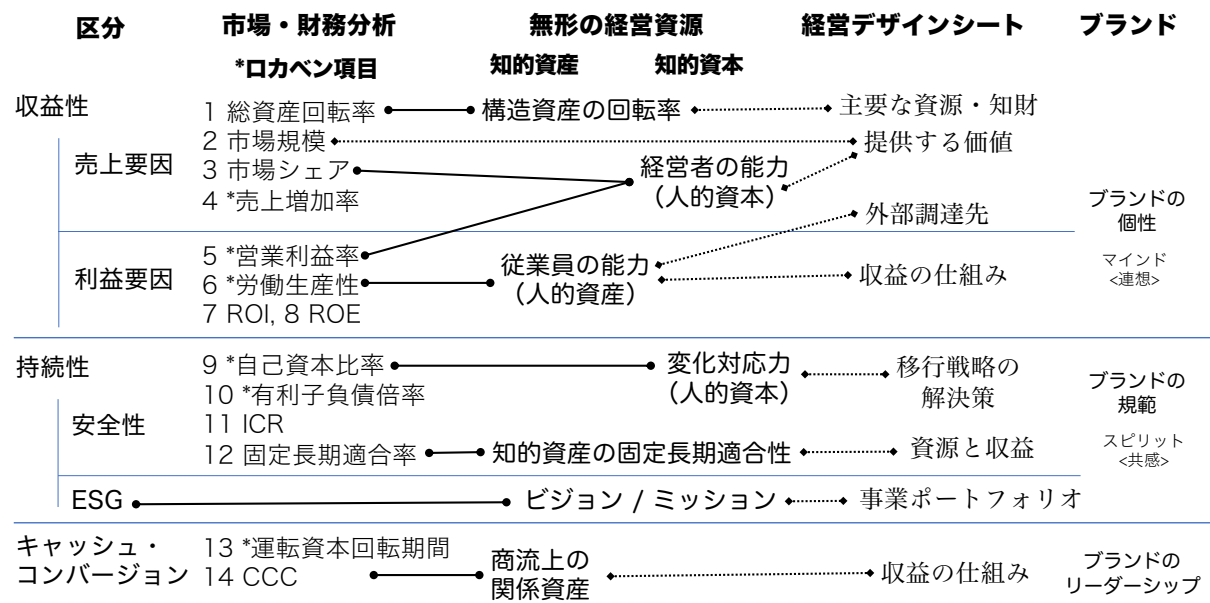 区分 市場・財務分析 無形の経営資源 経営デザインシート ブランド
*ロカベン項目 知的資産 知的資本
収益性
1 総資産回転率 構造資産の回転率 主要な資源・知財
2 市場規模 提供する価値
売上要因
3 市場シェア 経営者の能力
(人的資本)
4 *売上増加率
外部調達先
ブランドの
個性
5 *営業利益率
利益要因
6 *労働生産性 従業員の能力
(人的資産)
収益の仕組み
マインド
<連想>
7 ROI, 8 ROE
持続性
9 *自己資本比率 変化対応力
(人的資本)
移行戦略の
解決策
10 *有利子負債倍率
ブランドの
規範
安全性
11 ICR
12 固定長期適合率 知的資産の固定長期適合性 資源と収益
スピリット
<共感>
ESG ビジョン / ミッション 事業ポートフォリオ
キャッシュ・
コンバージョン
13 *運転資本回転期間
14 CCC
商流上の
関係資産
収益の仕組み
ブランドの
リーダーシップ